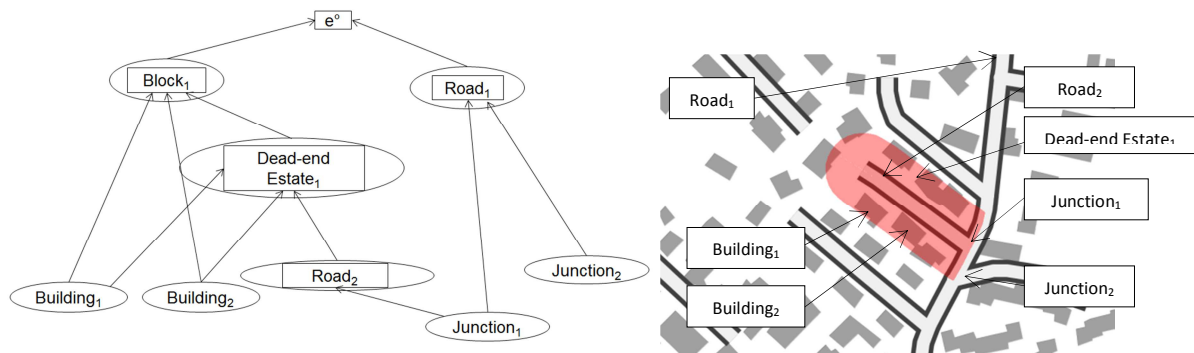 e°
Block₁
Road₁
Dead-end
Estate₁
Building₁
Building₂
Road₂
Junction₂
Junction₁
Road₁
Road₂
Dead-end Estate₁
Junction₁
Building₁
Junction₂
Building₂